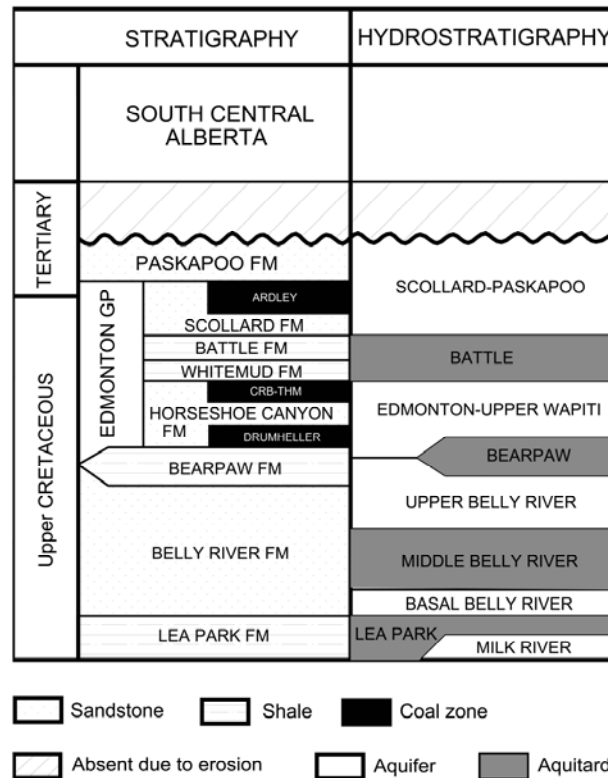 STRATIGRAPHY
HYDROSTRATIGRAPHY
SOUTH CENTRAL
ALBERTA
TERTIARY
PASKAPOO FM
SCOLLARD-PASKAPOO
Upper CRETACEOUS
EDMONTON GP
ARDLEY
SCOLLARD FM
BATTLE FM
BATTLE
WHITEMUD FM
CRB-THM
HORSESHOE CANYON
FM
EDMONTON-UPPER WAPITI
DRUMHELLER
BEARPAW FM
BEARPAW
UPPER BELLY RIVER
BELLY RIVER FM
MIDDLE BELLY RIVER
BASAL BELLY RIVER
LEA PARK FM
LEA PARK
MILK RIVER
Sandstone
Shale
Coal zone
Absent due to erosion
Aquifer
Aquitard